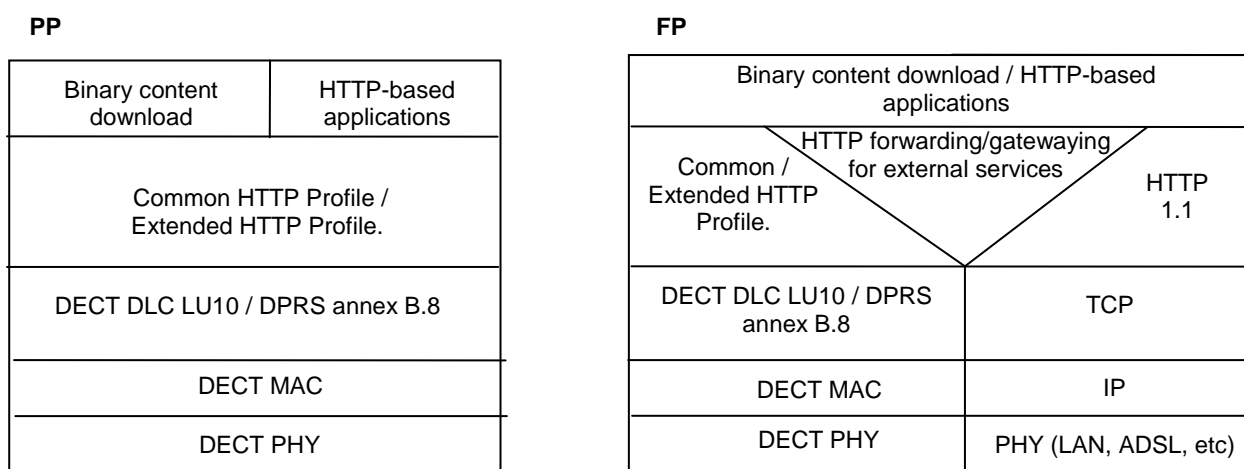 PP
Binary content
download
HTTP-based
applications
Common HTTP Profile /
Extended HTTP Profile.
DECT DLC LU10 / DPRS annex B.8
DECT MAC
DECT PHY
FP
Binary content download / HTTP-based
applications
Common /
Extended HTTP
Profile.
HTTP forwarding/gatewaying
for external services
HTTP
1.1
DECT DLC LU10 / DPRS
annex B.8
TCP
DECT MAC
IP
DECT PHY
PHY (LAN, ADSL, etc)